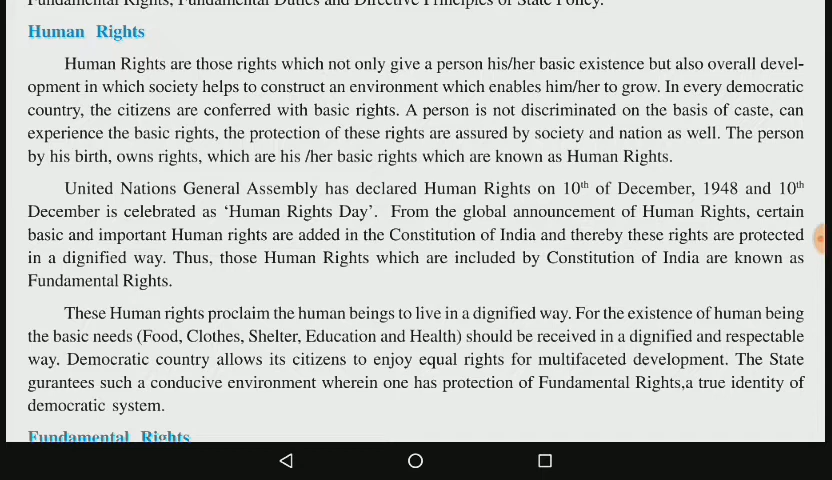 Fundamental Rights, Fundamental Duties and Directive Principles of State Policy.
Human Rights
Human Rights are those rights which not only give a person his/her basic existence but also overall devel-
opment in which society helps to construct an environment which enables him/her to grow. In every democratic
country, the citizens are conferred with basic rights. A person is not discriminated on the basis of caste, can
experience the basic rights, the protection of these rights are assured by society and nation as well. The person
by his birth, owns rights, which are his /her basic rights which are known as Human Rights.
United Nations General Assembly has declared Human Rights on 10th of December, 1948 and 10th
December is celebrated as ‘Human Rights Day’. From the global announcement of Human Rights, certain
basic and important Human rights are added in the Constitution of India and thereby these rights are protected
in a dignified way. Thus, those Human Rights which are included by Constitution of India are known as
Fundamental Rights.
These Human rights proclaim the human beings to live in a dignified way. For the existence of human being
the basic needs (Food, Clothes, Shelter, Education and Health) should be received in a dignified and respectable
way. Democratic country allows its citizens to enjoy equal rights for multifaceted development. The State
gurantees such a conducive environment wherein one has protection of Fundamental Rights,a true identity of
democratic system.
Fundamental Rights